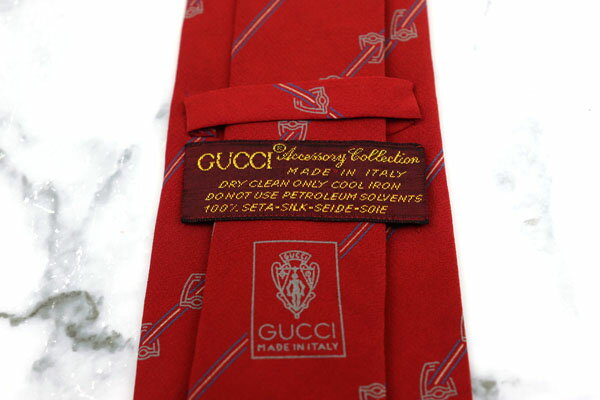 GUCCI © Accessory Collection
MADE IN ITALY
DRY CLEAN ONLY COOL IRON
DO NOT USE PETROLEUM SOLVENTS
100% SETA-SILK-SEIDE-SOIE
GUCCI
GUCCI
MADE IN ITALY